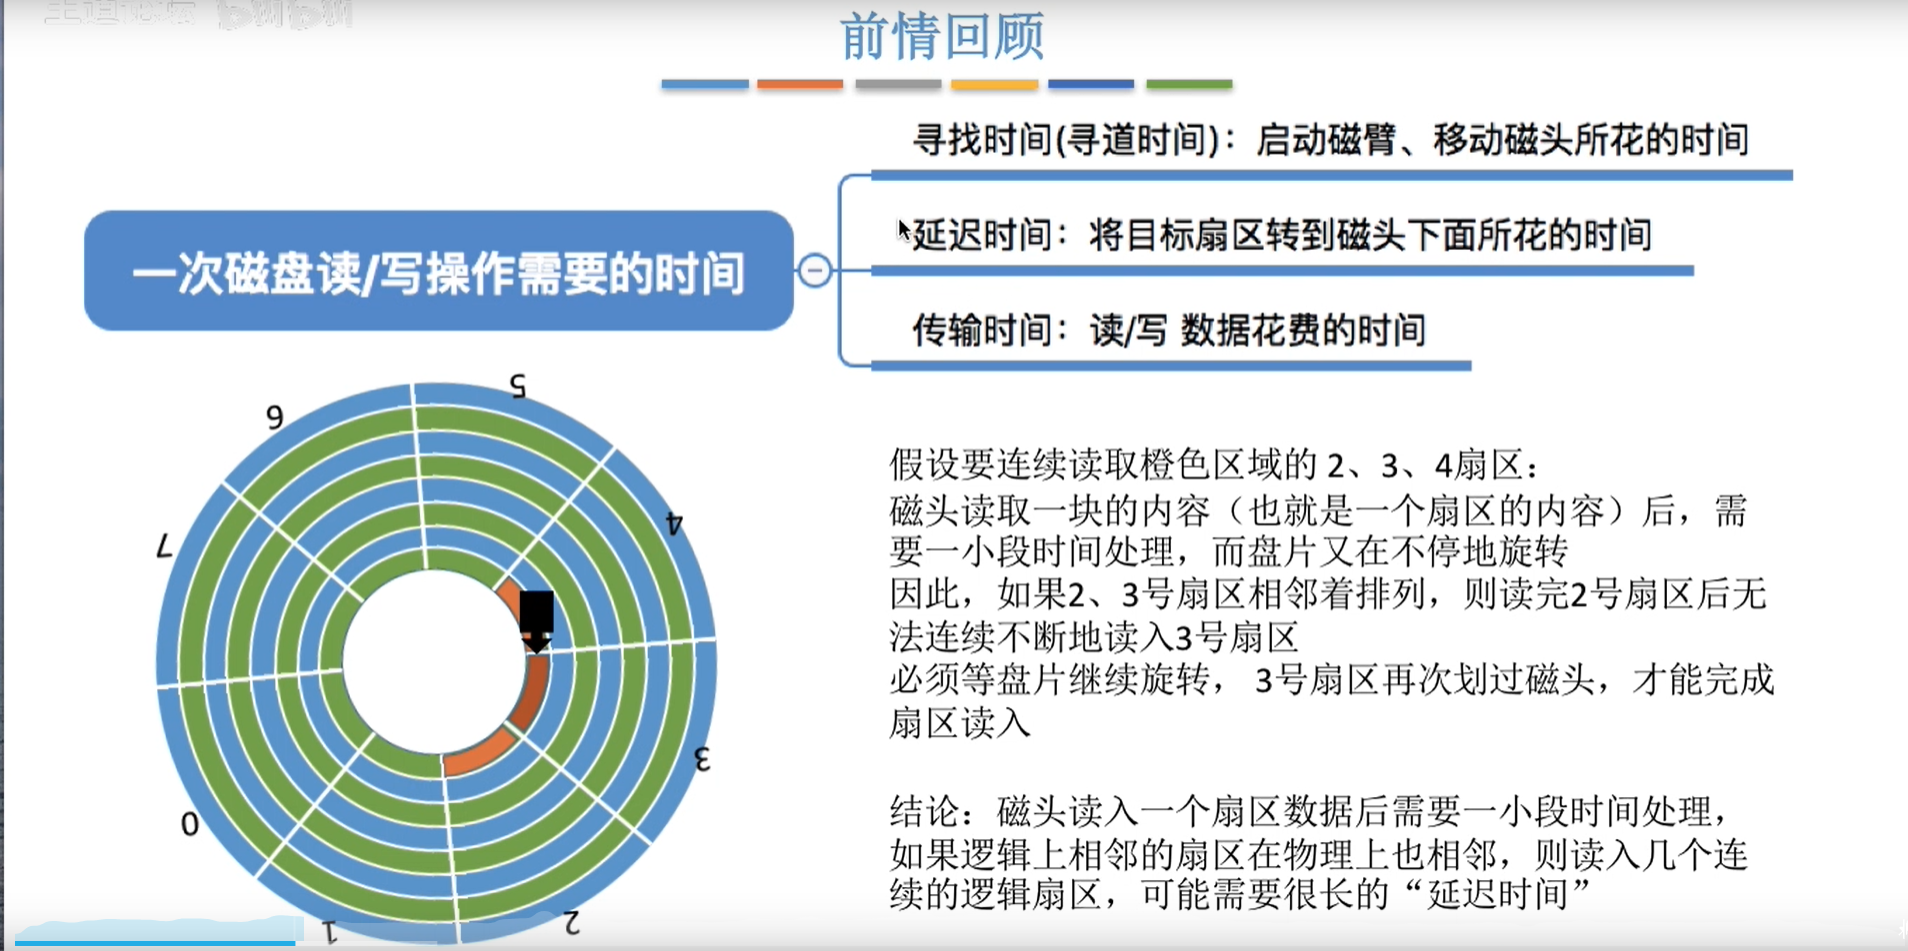 王道论坛 bilibili
前情回顾
寻找时间(寻道时间)：启动磁臂、移动磁头所花的时间
延迟时间：将目标扇区转到磁头下面所花的时间
一次磁盘读/写操作需要的时间
传输时间：读/写 数据花费的时间
5
6
4
7
3
0
2
1
假设要连续读取橙色区域的 2、3、4扇区：
磁头读取一块的内容（也就是一个扇区的内容）后，需
要一小段时间处理，而盘片又在不停地旋转
因此，如果2、3号扇区相邻着排列，则读完2号扇区后无
法连续不断地读入3号扇区
必须等盘片继续旋转， 3号扇区再次划过磁头，才能完成
扇区读入
结论：磁头读入一个扇区数据后需要一小段时间处理，
如果逻辑上相邻的扇区在物理上也相邻，则读入几个连
续的逻辑扇区，可能需要很长的“延迟时间”